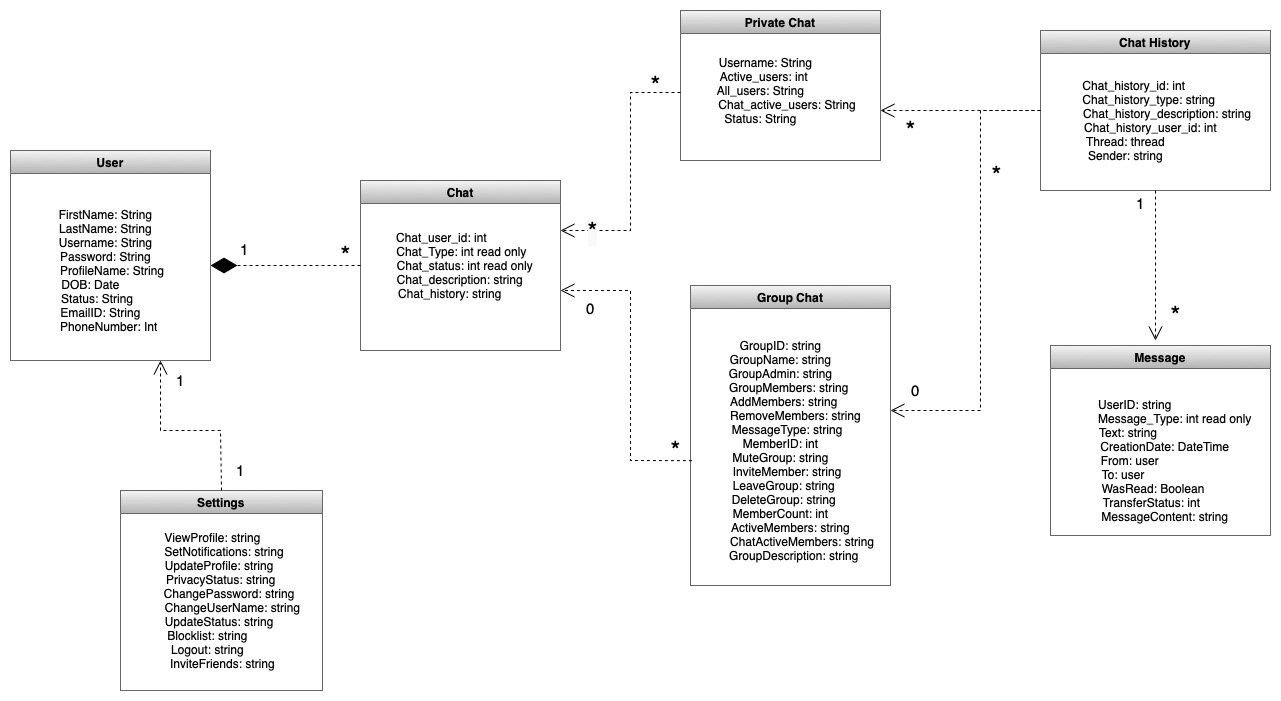 Private Chat
Username: String
Active_users: int
All_users: String
Chat_active_users: String
Status: String
Chat History
Chat_history_id: int
Chat_history_type: string
Chat_history_description: string
Chat_history_user_id: int
Thread: thread
Sender: string
User
FirstName: String
LastName: String
Username: String
Password: String
ProfileName: String
DOB: Date
Status: String
EmailID: String
PhoneNumber: Int
1
*
Chat
Chat_user_id: int
Chat_Type: int read only
Chat_status: int read only
Chat_description: string
Chat_history: string
*
*
0
*
*
*
0
1
*
Group Chat
GroupID: string
GroupName: string
GroupAdmin: string
GroupMembers: string
AddMembers: string
RemoveMembers: string
MessageType: string
MemberID: int
MuteGroup: string
InviteMember: string
LeaveGroup: string
DeleteGroup: string
MemberCount: int
ActiveMembers: string
ChatActiveMembers: String
GroupDescription: string
Message
UserID: string
Message_Type: int read only
Text: string
CreationDate: DateTime
From: user
To: user
WasRead: Boolean
TransferStatus: int
MessageContent: string
1
1
Settings
ViewProfile: string
SetNotifications: string
UpdateProfile: string
PrivacyStatus: string
ChangePassword: string
ChangeUserName: string
UpdateStatus: string
Blocklist: string
Logout: string
InviteFriends: string